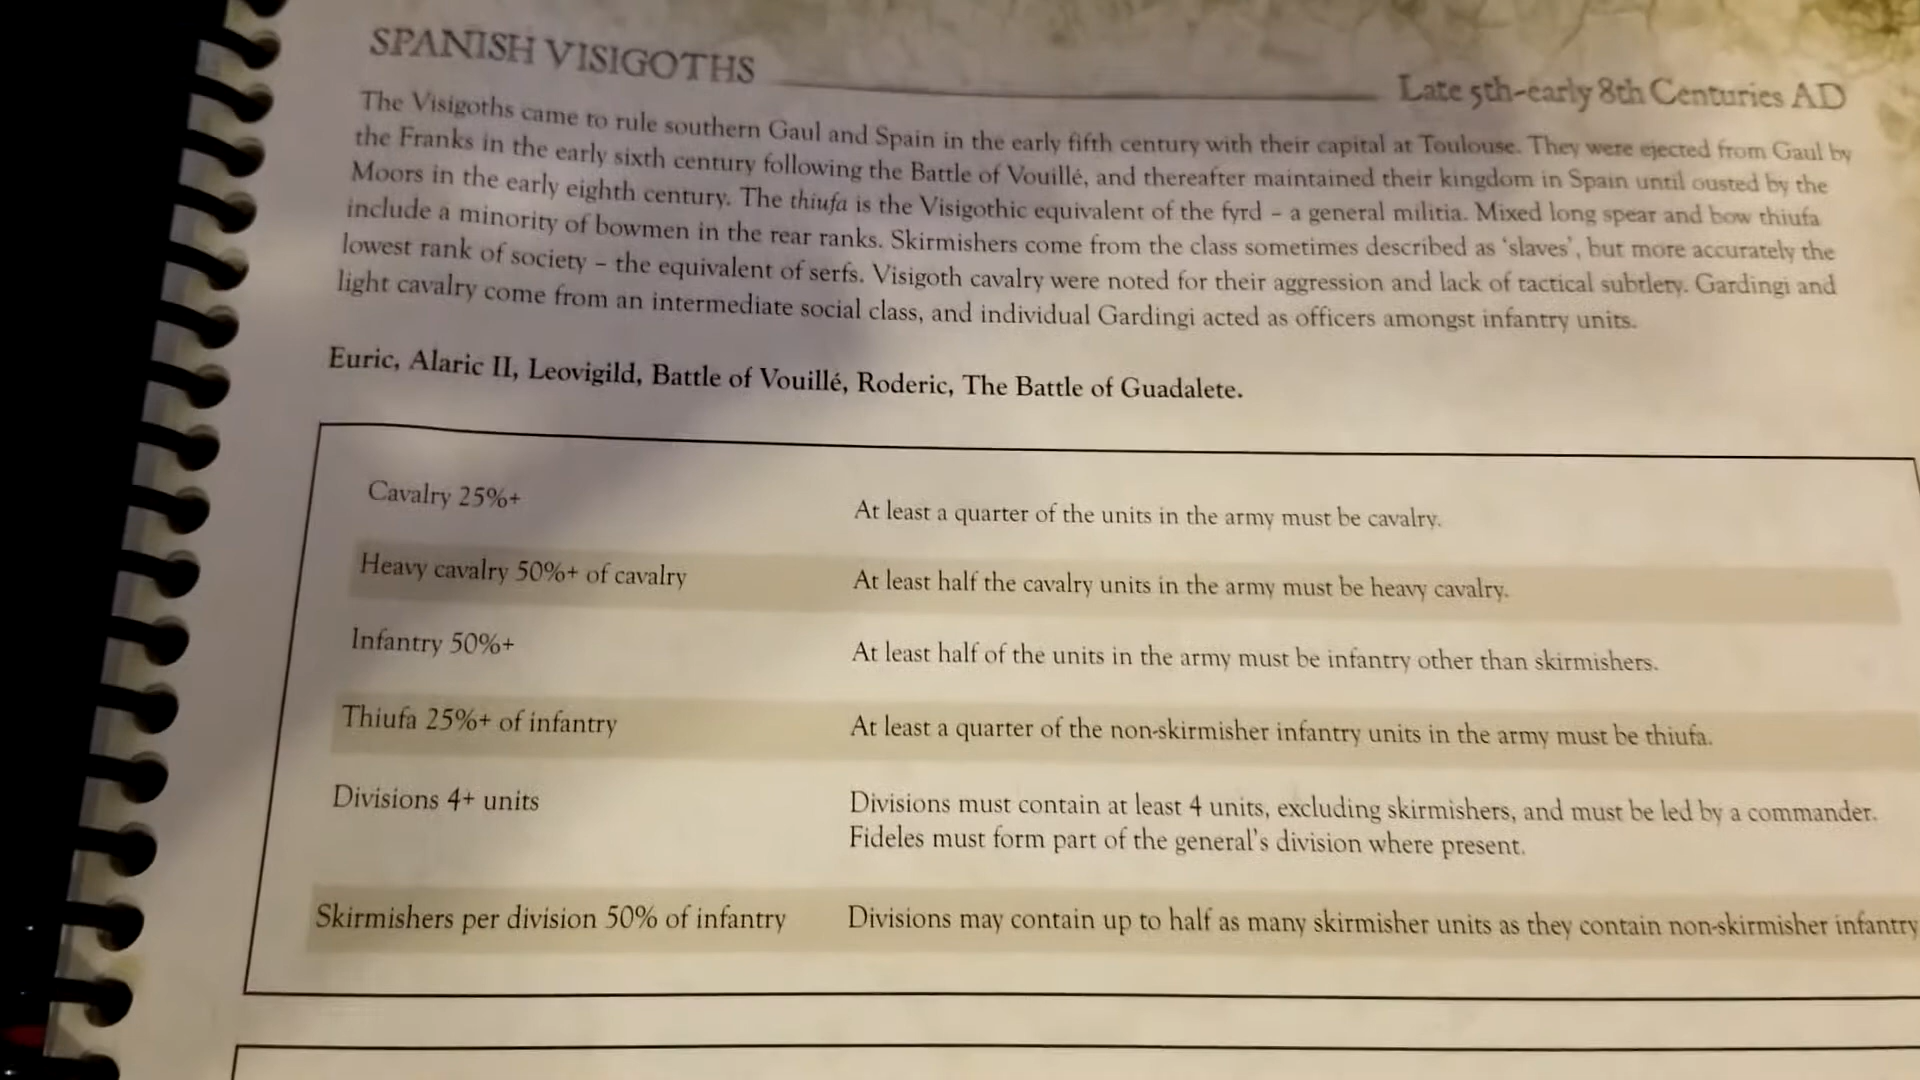 SPANISH VISIGOTHS
Late 5th-early 8th Centuries AD
The Visigoths came to rule southern Gaul and Spain in the early fifth century with their capital at Toulouse. They were ejected from Gaul by
the Franks in the early sixth century following the Battle of Vouillé, and thereafter maintained their kingdom in Spain until ousted by the
Moors in the early eighth century. The thiufa is the Visigothic equivalent of the fyrd – a general militia. Mixed long spear and bow thiufa
include a minority of bowmen in the rear ranks. Skirmishers come from the class sometimes described as ‘slaves’, but more accurately the
lowest rank of society – the equivalent of serfs. Visigoth cavalry were noted for their aggression and lack of tactical subtlety. Gardingi and
light cavalry come from an intermediate social class, and individual Gardingi acted as officers amongst infantry units.
Euric, Alaric II, Leovigild, Battle of Vouillé, Roderic, The Battle of Guadalete.
Cavalry 25%+
At least a quarter of the units in the army must be cavalry.
Heavy cavalry 50%+ of cavalry
At least half the cavalry units in the army must be heavy cavalry.
Infantry 50%+
At least half of the units in the army must be infantry other than skirmishers.
Thiufa 25%+ of infantry
At least a quarter of the non-skirmisher infantry units in the army must be thiufa.
Divisions 4+ units
Divisions must contain at least 4 units, excluding skirmishers, and must be led by a commander.
Fideles must form part of the general's division where present.
Skirmishers per division 50% of infantry
Divisions may contain up to half as many skirmisher units as they contain non-skirmisher infantry